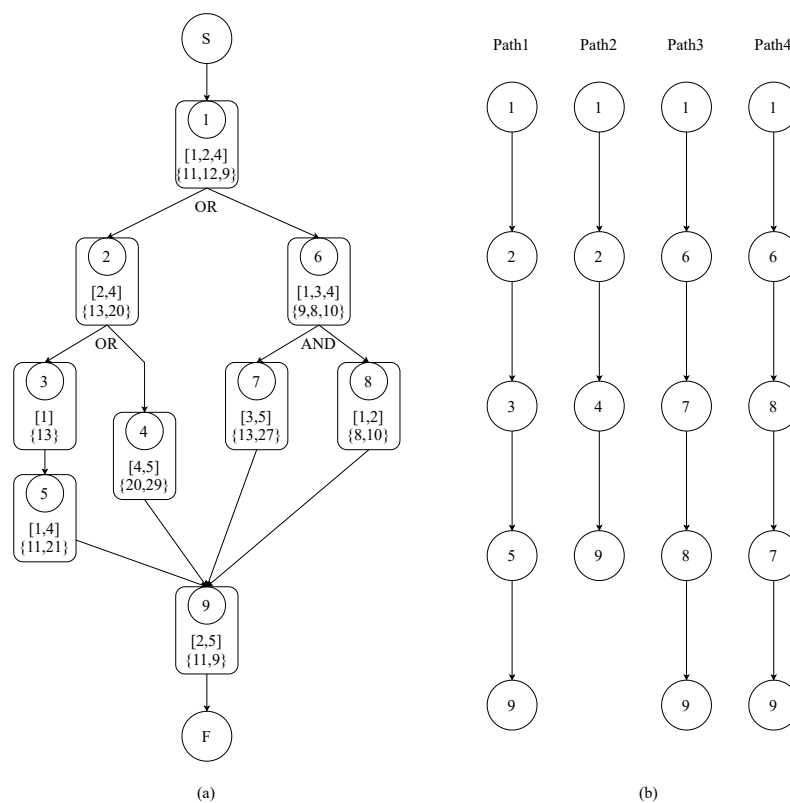 S
1
[1,2,4]
{11,12,9}
OR
2
[2,4]
{13,20}
OR
6
[1,3,4]
{9,8,10}
AND
3
[1]
{13}
4
[4,5]
{20,29}
7
[3,5]
{13,27}
8
[1,2]
{8,10}
5
[1,4]
{11,21}
9
[2,5]
{11,9}
F
(a)
Path1 Path2 Path3 Path4
1 1 1 1
2 2 6 6
3 4 7 8
5 9 8 7
9 9 9
(b)